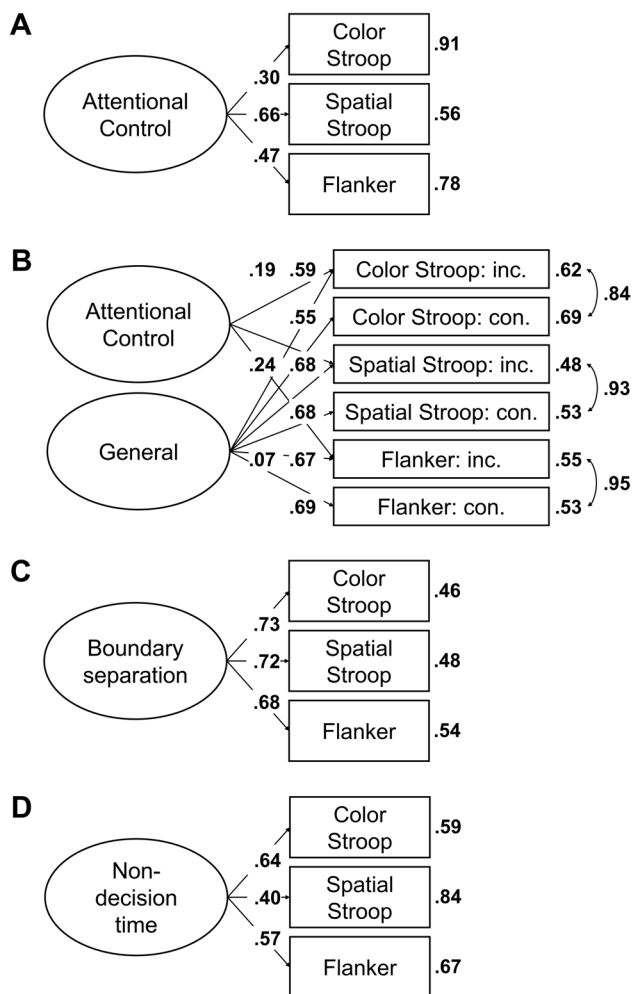 A
Attentional
Control
.30
.66
.47
Color
Stroop
.91
Spatial
Stroop
.56
Flanker
.78
B
Attentional
Control
General
.19 .59
.55
.24 .68
.68
.07 .67
.69
Color Stroop: inc.
.62
Color Stroop: con.
.69
.84
Spatial Stroop: inc.
.48
Spatial Stroop: con.
.53
.93
Flanker: inc.
.55
Flanker: con.
.53
.95
C
Boundary
separation
.73
.72
.68
Color
Stroop
.46
Spatial
Stroop
.48
Flanker
.54
D
Non-
decision
time
.64
.40
.57
Color
Stroop
.59
Spatial
Stroop
.84
Flanker
.67